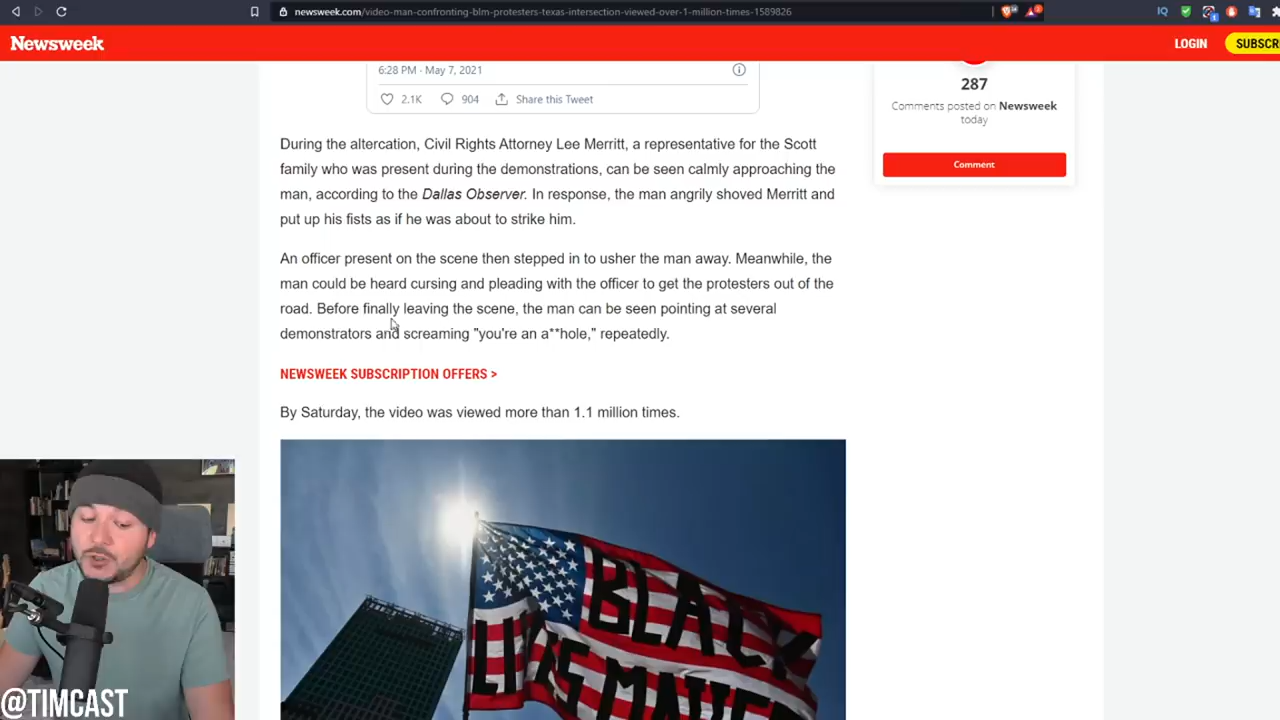 newsweek.com/video-man-confronting-blm-protesters-texas-intersection-viewed-over-1-million-times-1589826
Newsweek
LOGIN
SUBSCR
6:28 PM · May 7, 2021
2.1K
904
Share this Tweet
287
Comments posted on Newsweek
today
Comment
During the altercation, Civil Rights Attorney Lee Merritt, a representative for the Scott
family who was present during the demonstrations, can be seen calmly approaching the
man, according to the Dallas Observer. In response, the man angrily shoved Merritt and
put up his fists as if he was about to strike him.
An officer present on the scene then stepped in to usher the man away. Meanwhile, the
man could be heard cursing and pleading with the officer to get the protesters out of the
road. Before finally leaving the scene, the man can be seen pointing at several
demonstrators and screaming "you're an a**hole," repeatedly.
NEWSWEEK SUBSCRIPTION OFFERS >
By Saturday, the video was viewed more than 1.1 million times.
BLACK
LIVES MATTER
@TIMCAST